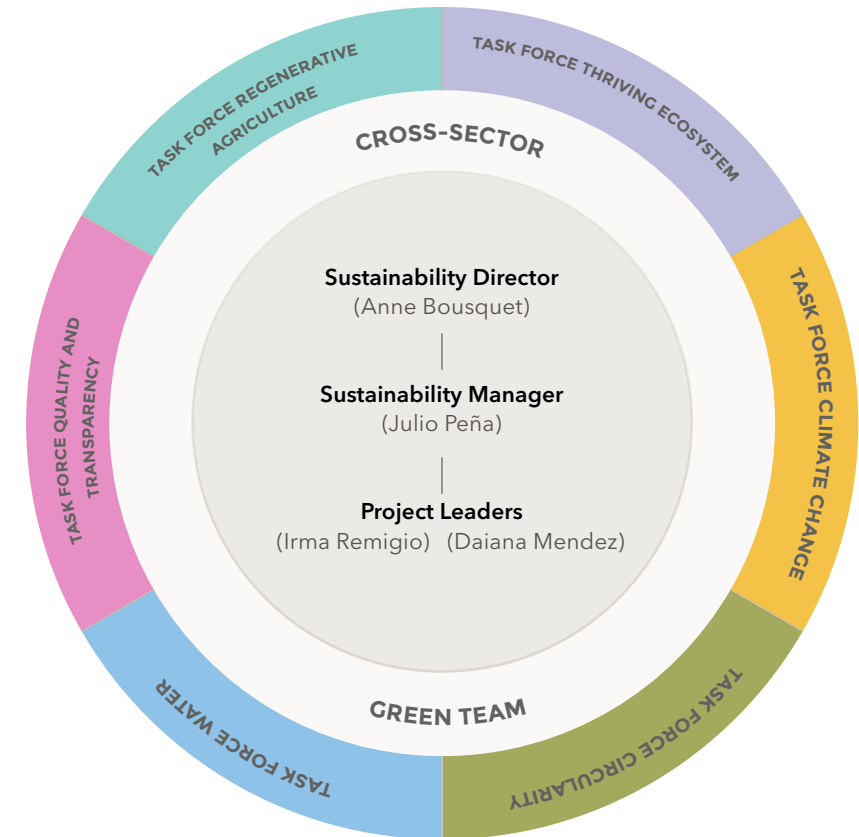 TASK FORCE REGENERATIVE
AGRICULTURE
TASK FORCE THRIVING ECOSYSTEM
TASK FORCE CLIMATE CHANGE
TASK FORCE CIRCULARITY
TASK FORCE WATER
TASK FORCE QUALITY AND
TRANSPARENCY
CROSS-SECTOR
Sustainability Director
(Anne Bousquet)
Sustainability Manager
(Julio Peña)
Project Leaders
(Irma Remigio) (Daiana Mendez)
GREEN TEAM